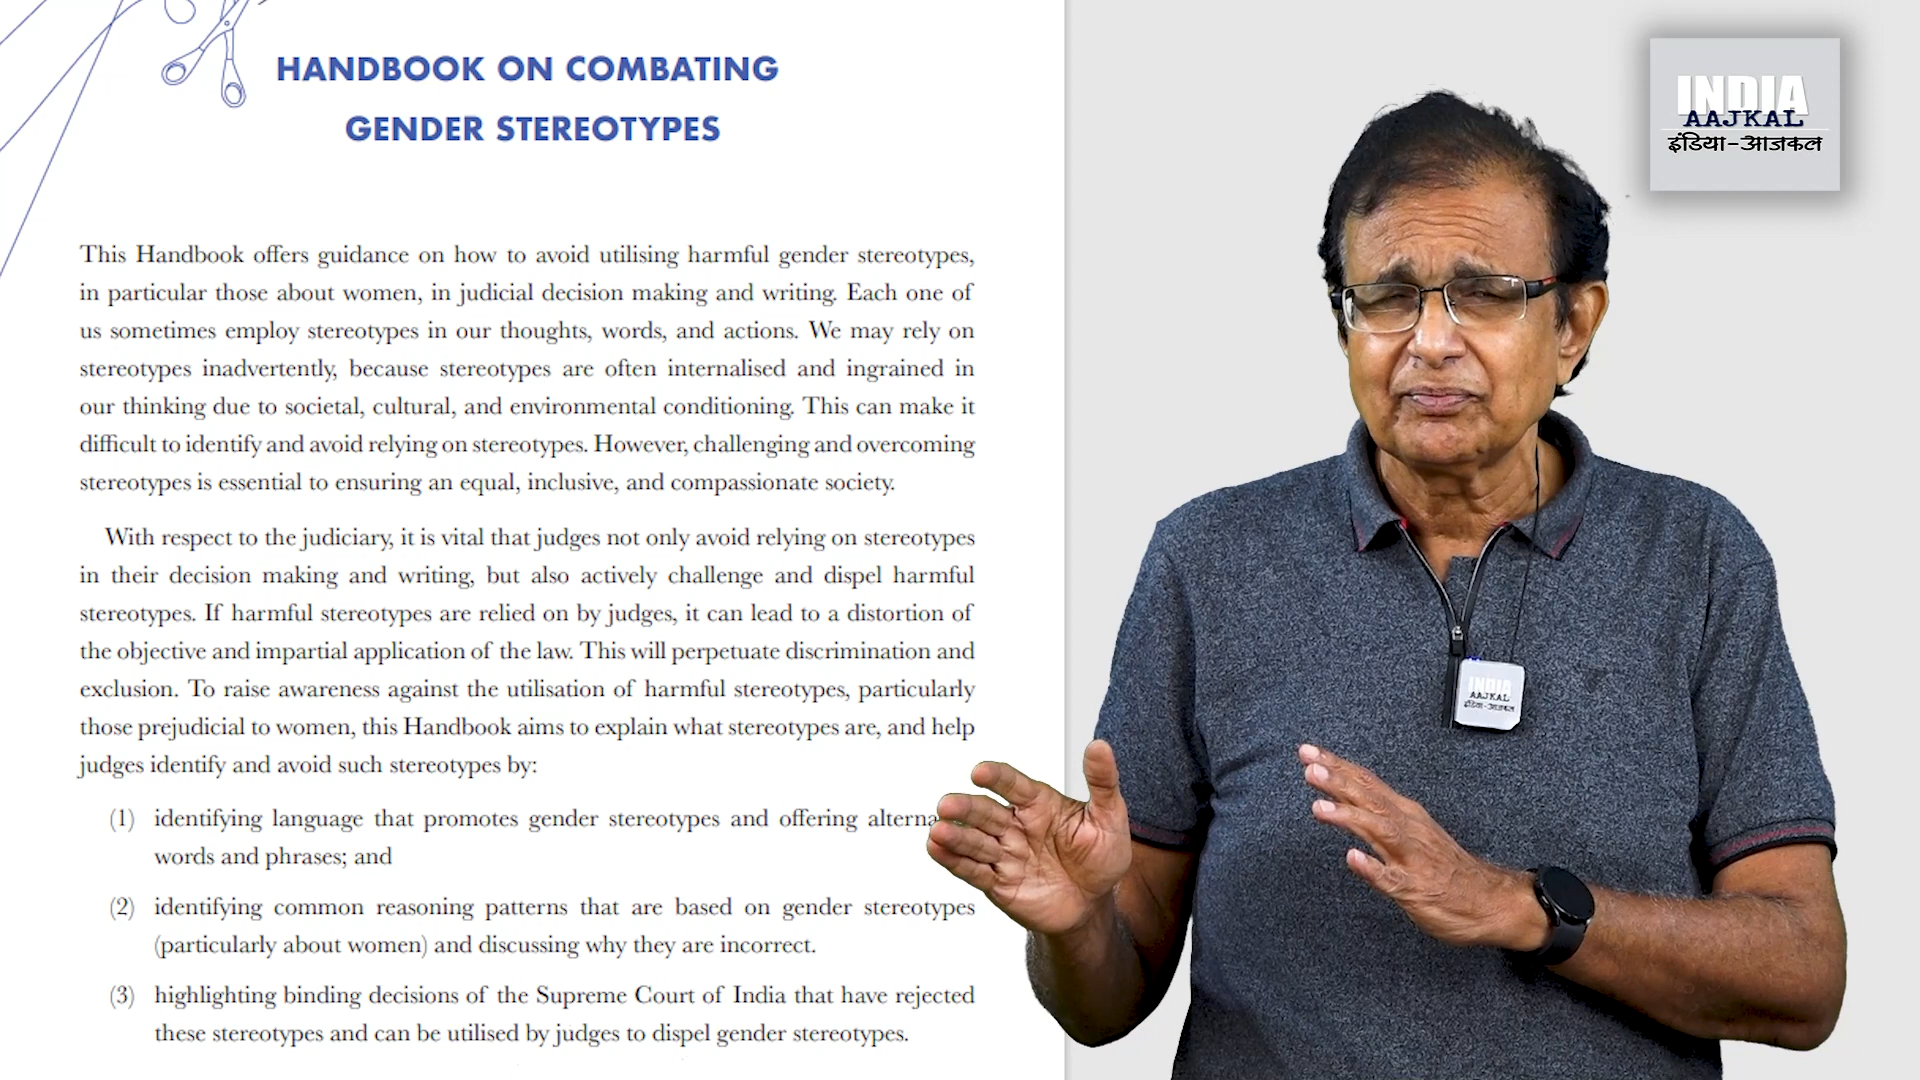 HANDBOOK ON COMBATING
GENDER STEREOTYPES
This Handbook offers guidance on how to avoid utilising harmful gender stereotypes,
in particular those about women, in judicial decision making and writing. Each one of
us sometimes employ stereotypes in our thoughts, words, and actions. We may rely on
stereotypes inadvertently, because stereotypes are often internalised and ingrained in
our thinking due to societal, cultural, and environmental conditioning. This can make it
difficult to identify and avoid relying on stereotypes. However, challenging and overcoming
stereotypes is essential to ensuring an equal, inclusive, and compassionate society.
With respect to the judiciary, it is vital that judges not only avoid relying on stereotypes
in their decision making and writing, but also actively challenge and dispel harmful
stereotypes. If harmful stereotypes are relied on by judges, it can lead to a distortion of
the objective and impartial application of the law. This will perpetuate discrimination and
exclusion. To raise awareness against the utilisation of harmful stereotypes, particularly
those prejudicial to women, this Handbook aims to explain what stereotypes are, and help
judges identify and avoid such stereotypes by:
(1) identifying language that promotes gender stereotypes and offering alterna
words and phrases; and
(2) identifying common reasoning patterns that are based on gender stereotypes
(particularly about women) and discussing why they are incorrect.
(3) highlighting binding decisions of the Supreme Court of India that have rejected
these stereotypes and can be utilised by judges to dispel gender stereotypes.
INDIA
AAJKAL
इंडिया-आजकल
INDIA
AAJKAL
इंडिया-आजकल